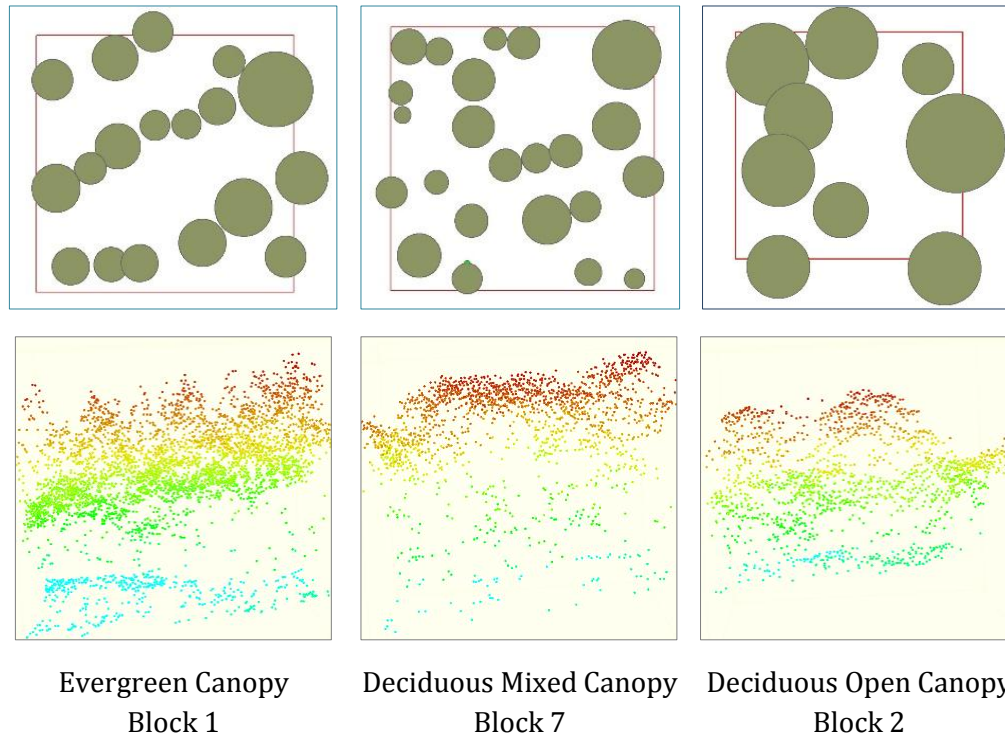 Evergreen Canopy
Block 1
Deciduous Mixed Canopy
Block 7
Deciduous Open Canopy
Block 2